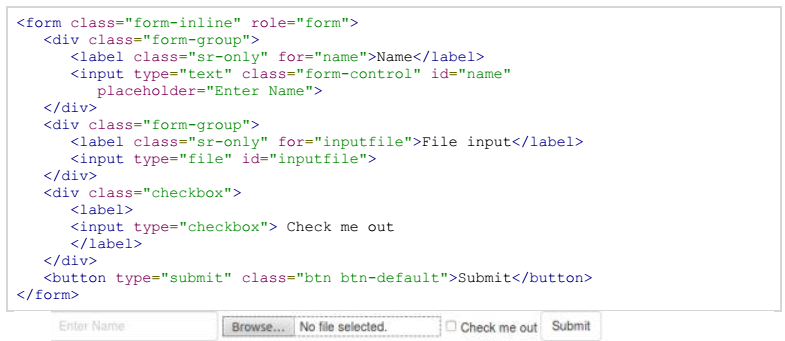 <form class="form-inline" role="form">
<div class="form-group">
<label class="sr-only" for="name">Name</label>
<input type="text" class="form-control" id="name"
placeholder="Enter Name">
</div>
<div class="form-group">
<label class="sr-only" for="inputfile">File input</label>
<input type="file" id="inputfile">
</div>
<div class="checkbox">
<label>
<input type="checkbox"> Check me out
</label>
</div>
<button type="submit" class="btn btn-default">Submit</button>
</form>
Enter Name Browse... No file selected. Check me out Submit